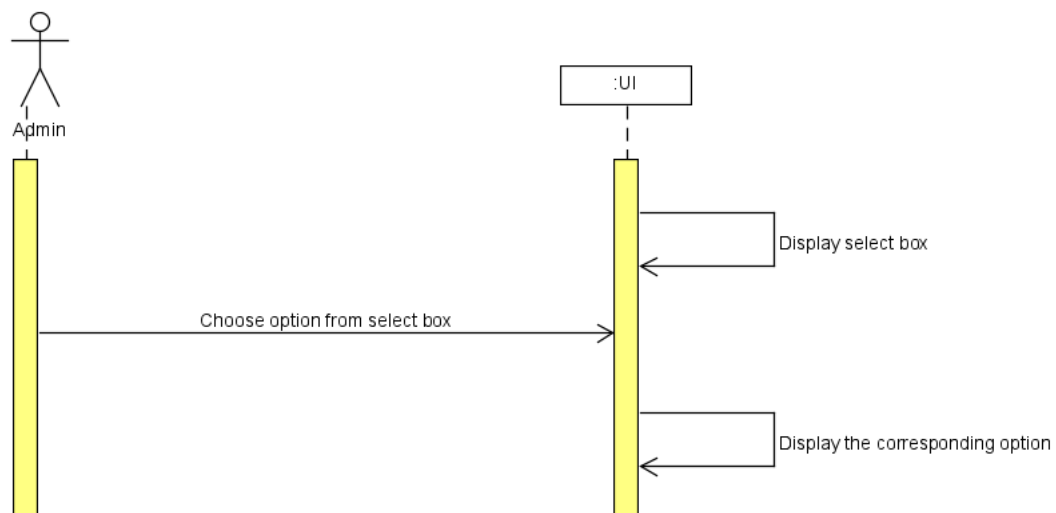 :UI
Admin
Display select box
Choose option from select box
Display the corresponding option